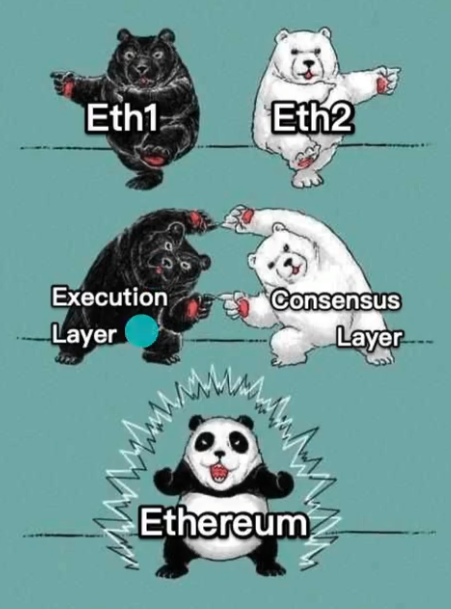 Eth1
Eth2
Execution
Layer
Consensus
Layer
Ethereum